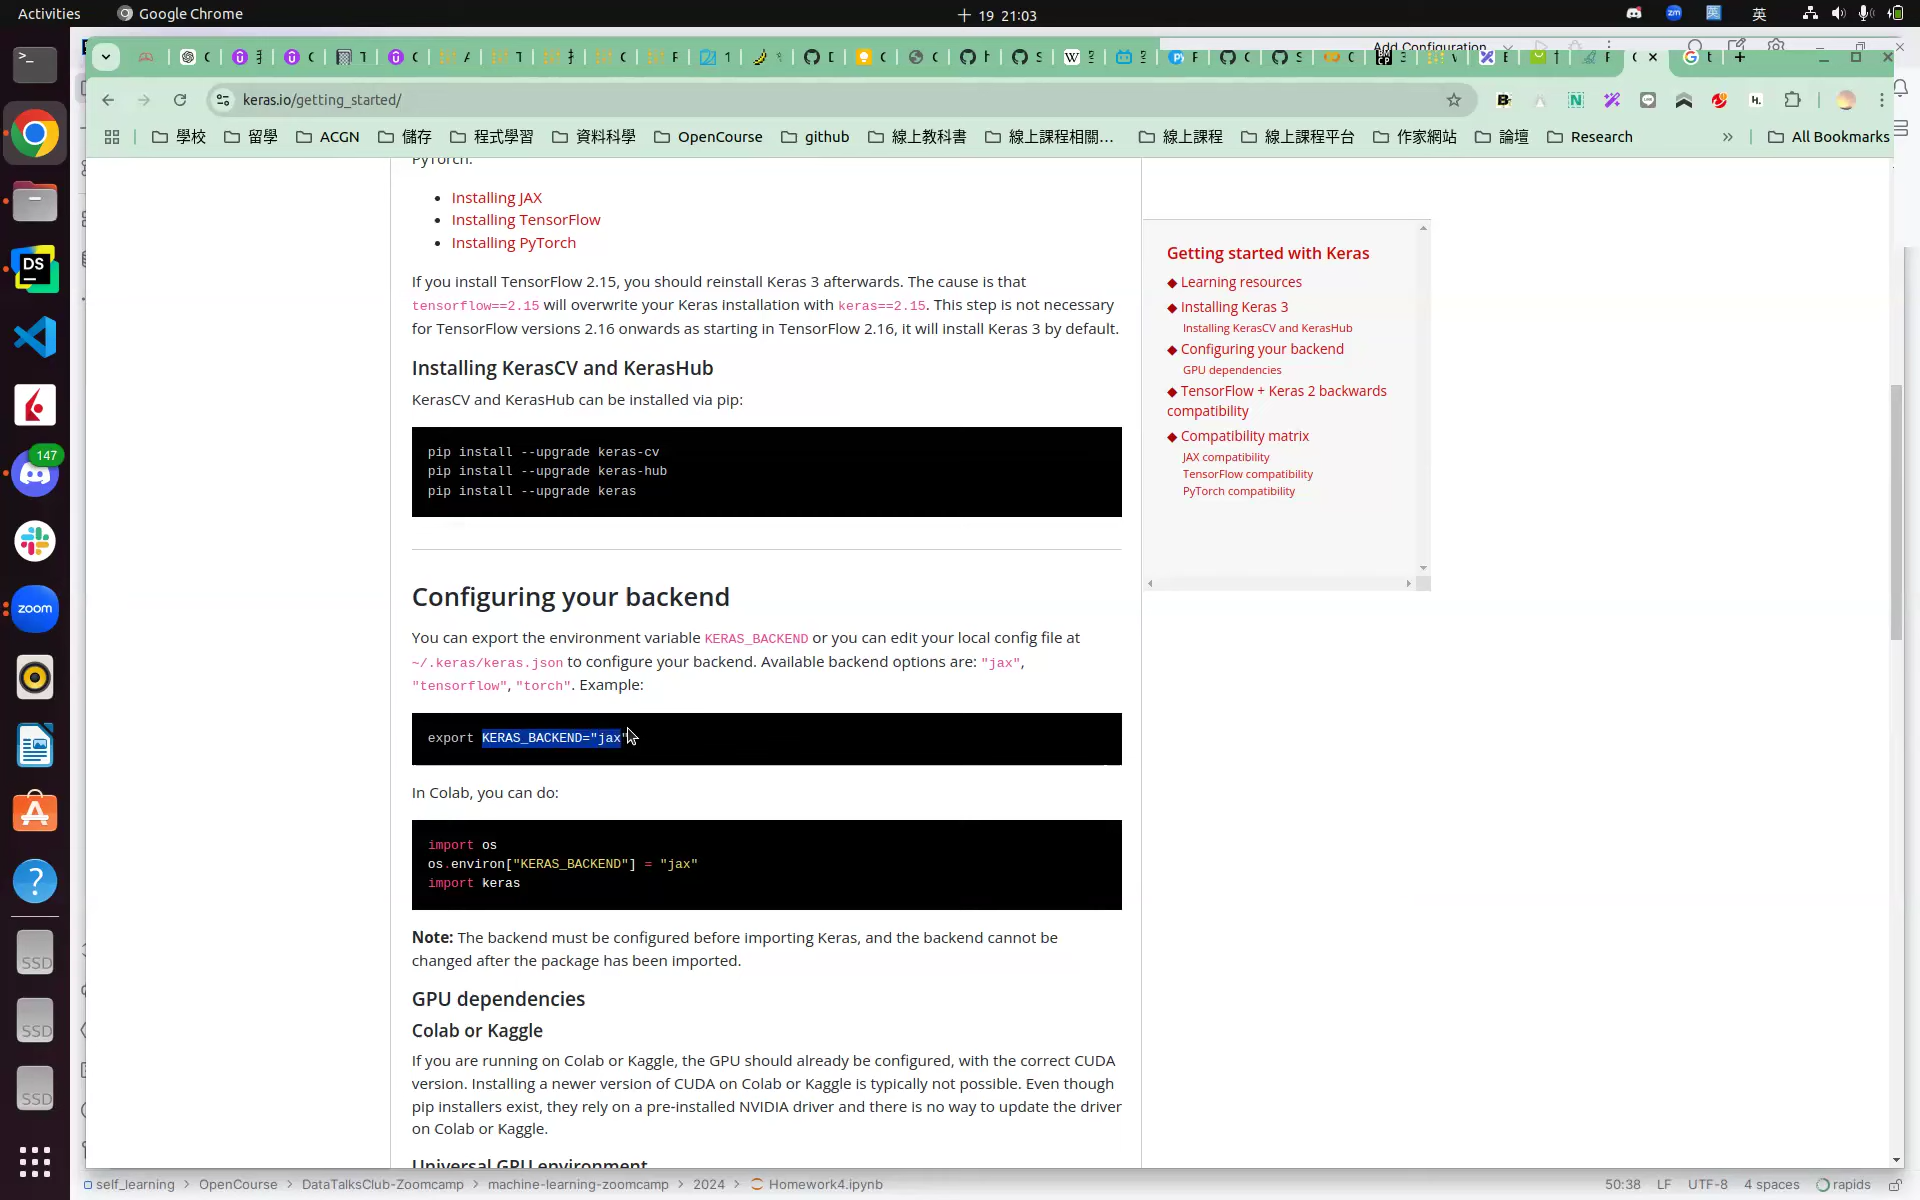 Activities
Google Chrome
19 21:03
zm
英
英
Add Configuration
keras.io/getting_started/
學校
留學
ACGN
儲存
程式學習
資料科學
OpenCourse
github
線上教科書
線上課程相關...
線上課程
線上課程平台
作家網站
論壇
Research
»
All Bookmarks
PyTorch:
Installing JAX
Installing TensorFlow
Installing PyTorch
If you install TensorFlow 2.15, you should reinstall Keras 3 afterwards. The cause is that
tensorflow==2.15 will overwrite your Keras installation with keras==2.15. This step is not necessary
for TensorFlow versions 2.16 onwards as starting in TensorFlow 2.16, it will install Keras 3 by default.
Installing KerasCV and KerasHub
KerasCV and KerasHub can be installed via pip:
pip install --upgrade keras-cv
pip install --upgrade keras-hub
pip install --upgrade keras
Configuring your backend
You can export the environment variable KERAS_BACKEND or you can edit your local config file at
~/.keras/keras.json to configure your backend. Available backend options are: "jax",
"tensorflow", "torch". Example:
export KERAS_BACKEND="jax"
In Colab, you can do:
import os
os.environ["KERAS_BACKEND"] = "jax"
import keras
Note: The backend must be configured before importing Keras, and the backend cannot be
changed after the package has been imported.
GPU dependencies
Colab or Kaggle
If you are running on Colab or Kaggle, the GPU should already be configured, with the correct CUDA
version. Installing a newer version of CUDA on Colab or Kaggle is typically not possible. Even though
pip installers exist, they rely on a pre-installed NVIDIA driver and there is no way to update the driver
on Colab or Kaggle.
Universal GPU environment
Getting started with Keras
◆ Learning resources
◆ Installing Keras 3
Installing KerasCV and KerasHub
◆ Configuring your backend
GPU dependencies
◆ TensorFlow + Keras 2 backwards
compatibility
◆ Compatibility matrix
JAX compatibility
TensorFlow compatibility
PyTorch compatibility
DS
147
zoom
SSD
SSD
SSD
self_learning > OpenCourse > DataTalksClub-Zoomcamp > machine-learning-zoomcamp > 2024 > Homework4.ipynb
50:38 LF UTF-8 4 spaces rapids